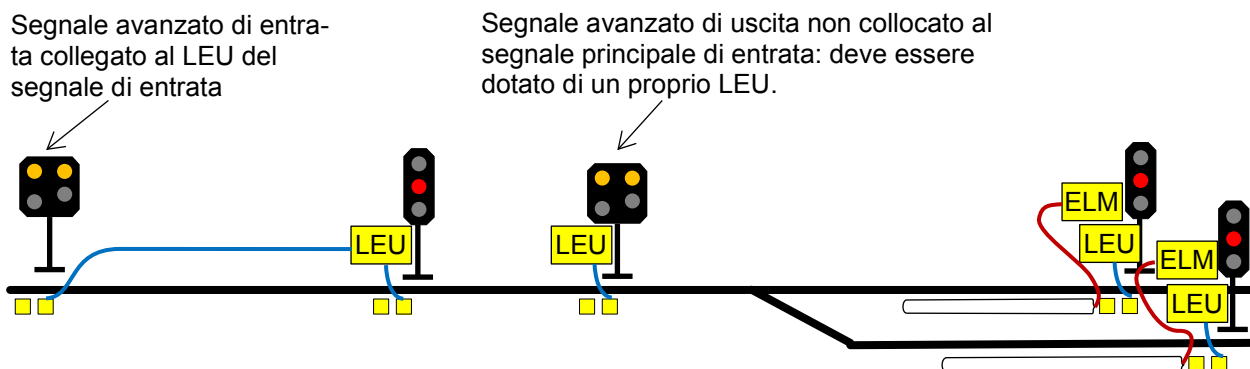 Segnale avanzato di entra-
ta collegato al LEU del
segnale di entrata
Segnale avanzato di uscita non collocato al
segnale principale di entrata: deve essere
dotato di un proprio LEU.
LEU
LEU
ELM
LEU
ELM
LEU